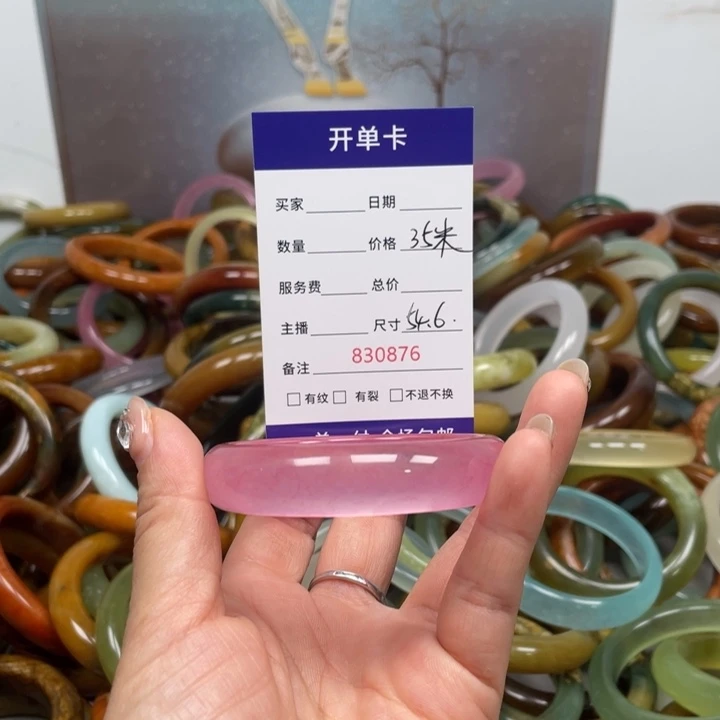 开单卡
买家 日期
数量 价格 35米
服务费 总价
主播 尺寸 54.6.
备注 830876
□有纹 □有裂 □不退不换